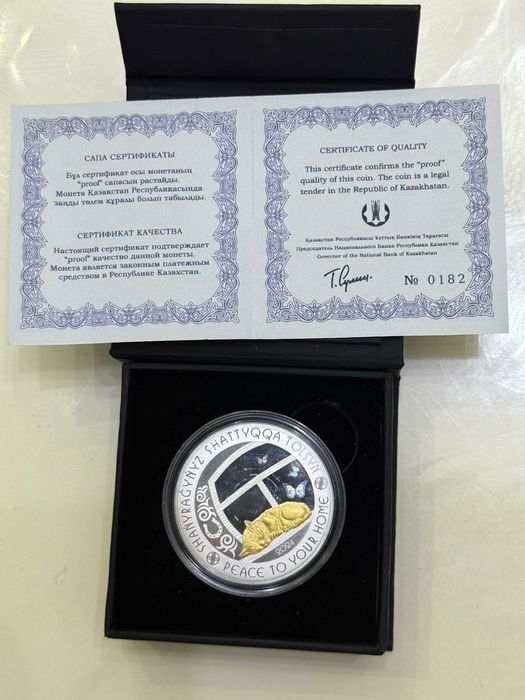 САПА СЕРТИФИКАТЫ
Бұл сертификат осы монетаның
"proof" сапасын растайды.
Монета Қазақстан Республикасында
заңды төлем құралы болып табылады.
СЕРТИФИКАТ КАЧЕСТВА
Настоящий сертификат подтверждает
"proof" качество данной монеты.
Монета является законным платежным
средством в Республике Казахстан.
CERTIFICATE OF QUALITY
This certificate confirms the "proof"
quality of this coin. The coin is a legal
tender in the Republic of Kazakhstan.
Қазақстан Республикасы Ұлттық Банкінің Төрағасы
Председатель Национального Банка Республики Казахстан
Governor of the National Bank of Kazakhstan
№ 0182
SHANYRAǴYŃYZ SHATTYQQA TOLSYN
2024
PEACE TO YOUR HOME